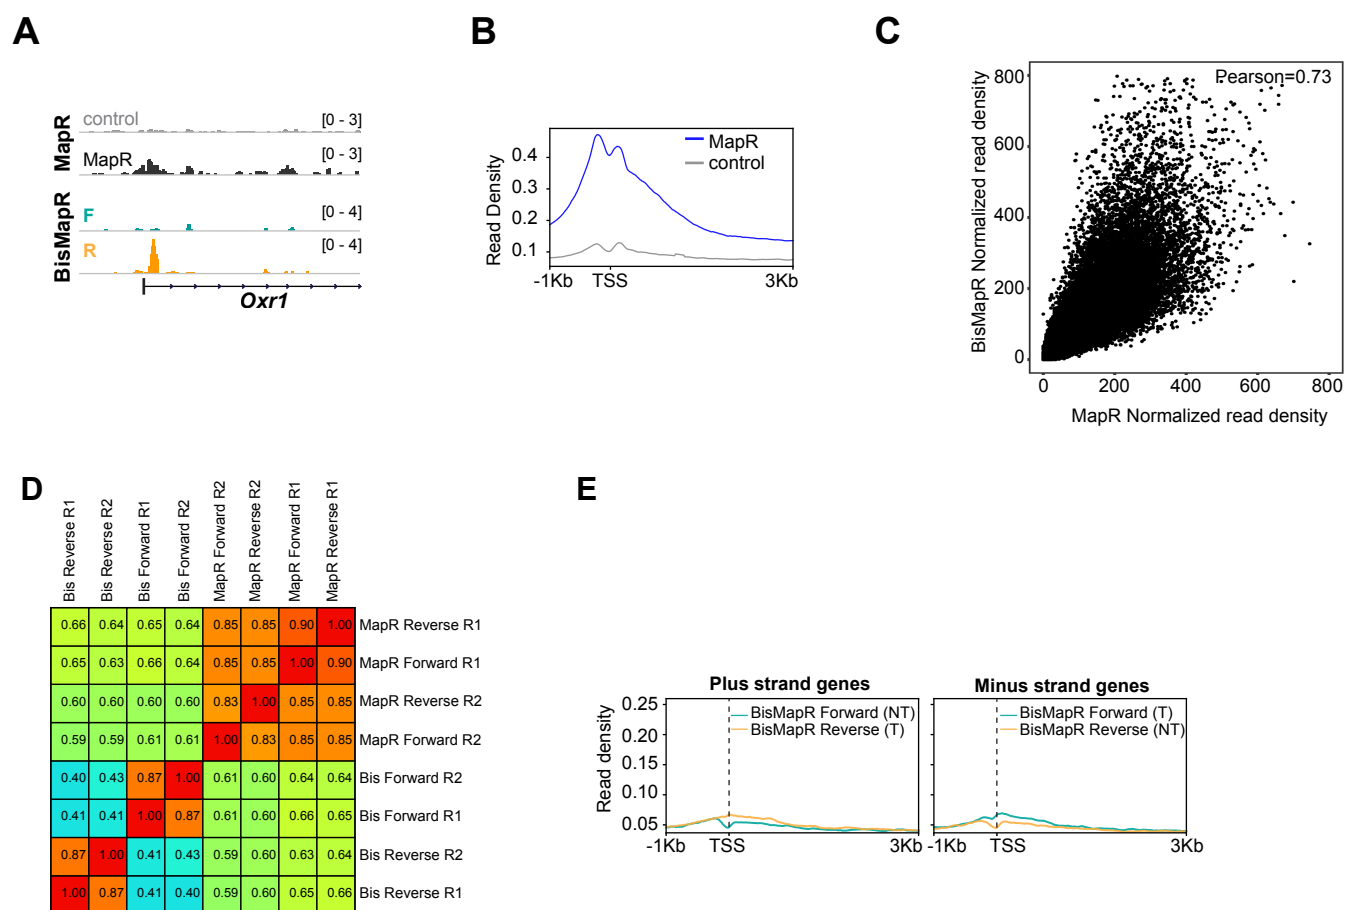 A
MapR
control
[0 - 3]
MapR
[0 - 3]
BisMapR
F
[0 - 4]
R
[0 - 4]
Oxr1
B
Read Density
0.4
0.3
0.2
0.1
MapR
control
-1Kb
TSS
3Kb
C
BisMapR Normalized read density
Pearson=0.73
800
600
400
200
0
0
200
400
600
800
MapR Normalized read density
D
Bis Reverse R1
Bis Reverse R2
Bis Forward R1
Bis Forward R2
MapR Forward R2
MapR Reverse R2
MapR Forward R1
MapR Reverse R1
0.66 0.64 0.65 0.64 0.85 0.85 0.90 1.00 MapR Reverse R1
0.65 0.63 0.66 0.64 0.85 0.85 1.00 0.90 MapR Forward R1
0.60 0.60 0.60 0.60 0.83 1.00 0.85 0.85 MapR Reverse R2
0.59 0.59 0.61 0.61 1.00 0.83 0.85 0.85 MapR Forward R2
0.40 0.43 0.87 1.00 0.61 0.60 0.64 0.64 Bis Forward R2
0.41 0.41 1.00 0.87 0.61 0.60 0.66 0.65 Bis Forward R1
0.87 1.00 0.41 0.43 0.59 0.60 0.63 0.64 Bis Reverse R2
1.00 0.87 0.41 0.40 0.59 0.60 0.65 0.66 Bis Reverse R1
E
Read density
Plus strand genes
0.25
0.20
0.15
0.10
0.05
BisMapR Forward (NT)
BisMapR Reverse (T)
-1Kb
TSS
3Kb
Minus strand genes
BisMapR Forward (T)
BisMapR Reverse (NT)
-1Kb
TSS
3Kb